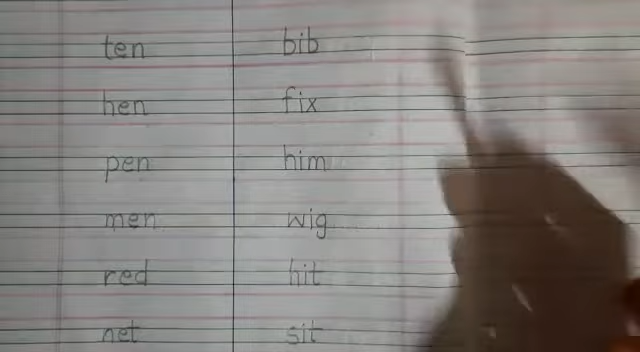 ten bib
hen fix
pen him
men wig
red hit
net sit